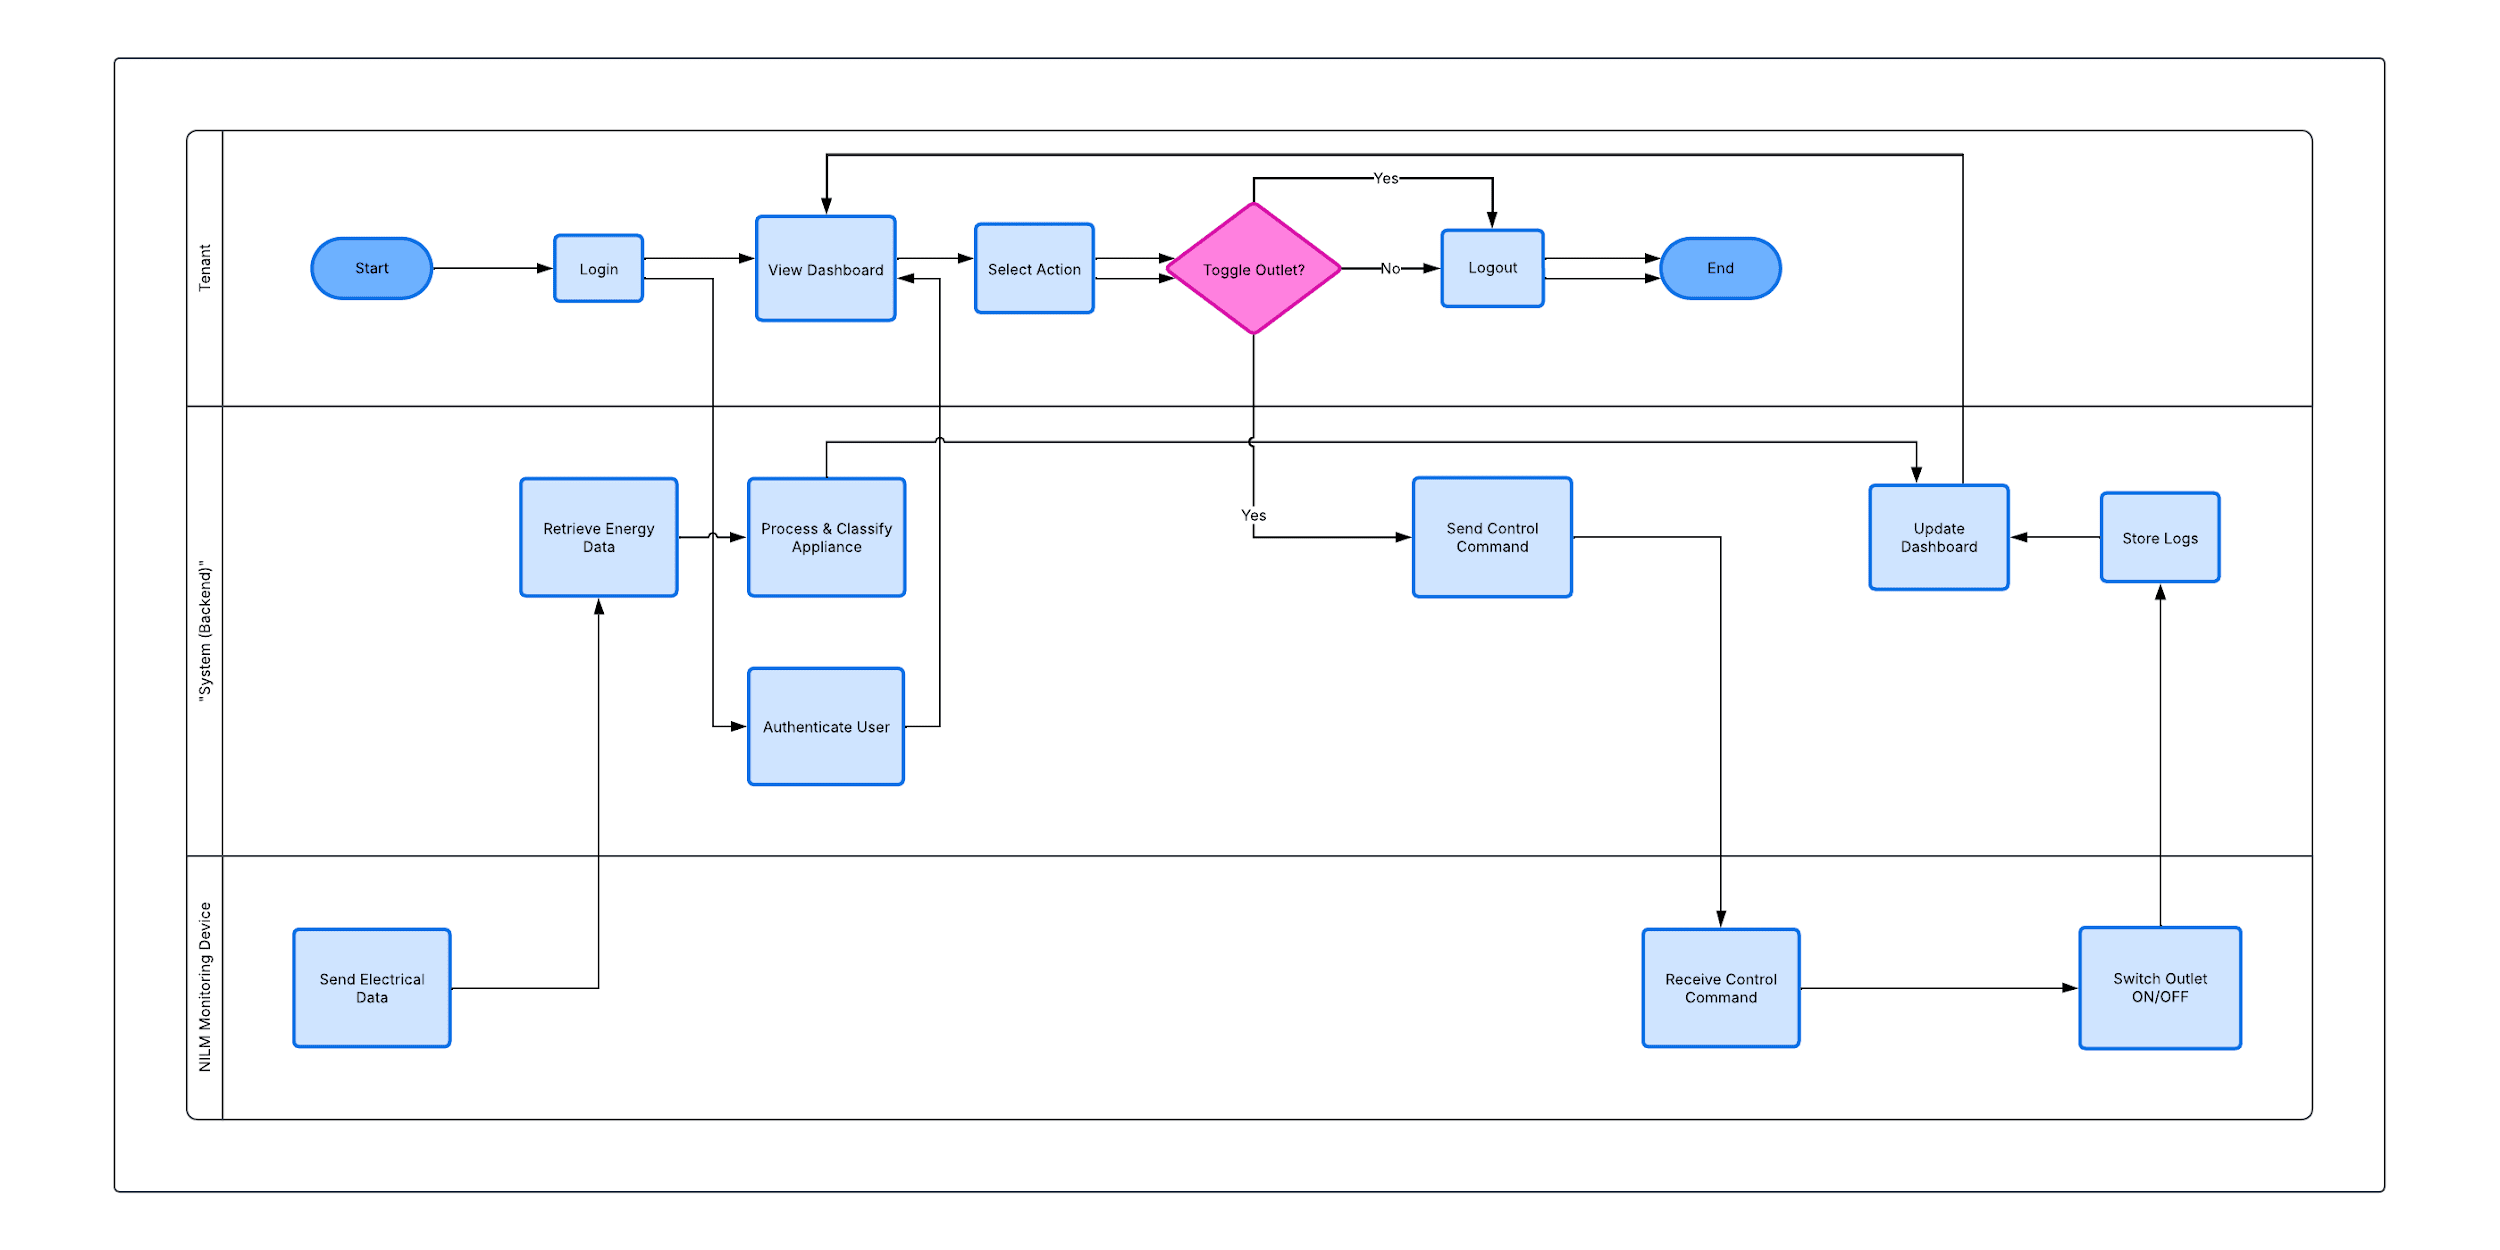 Tenant
Start
Login
View Dashboard
Select Action
Toggle Outlet?
Yes
No
Logout
End
"System (Backend)"
Retrieve Energy
Data
Process & Classify
Appliance
Authenticate User
Yes
Send Control
Command
Update
Dashboard
Store Logs
NILM Monitoring Device
Send Electrical
Data
Receive Control
Command
Switch Outlet
ON/OFF